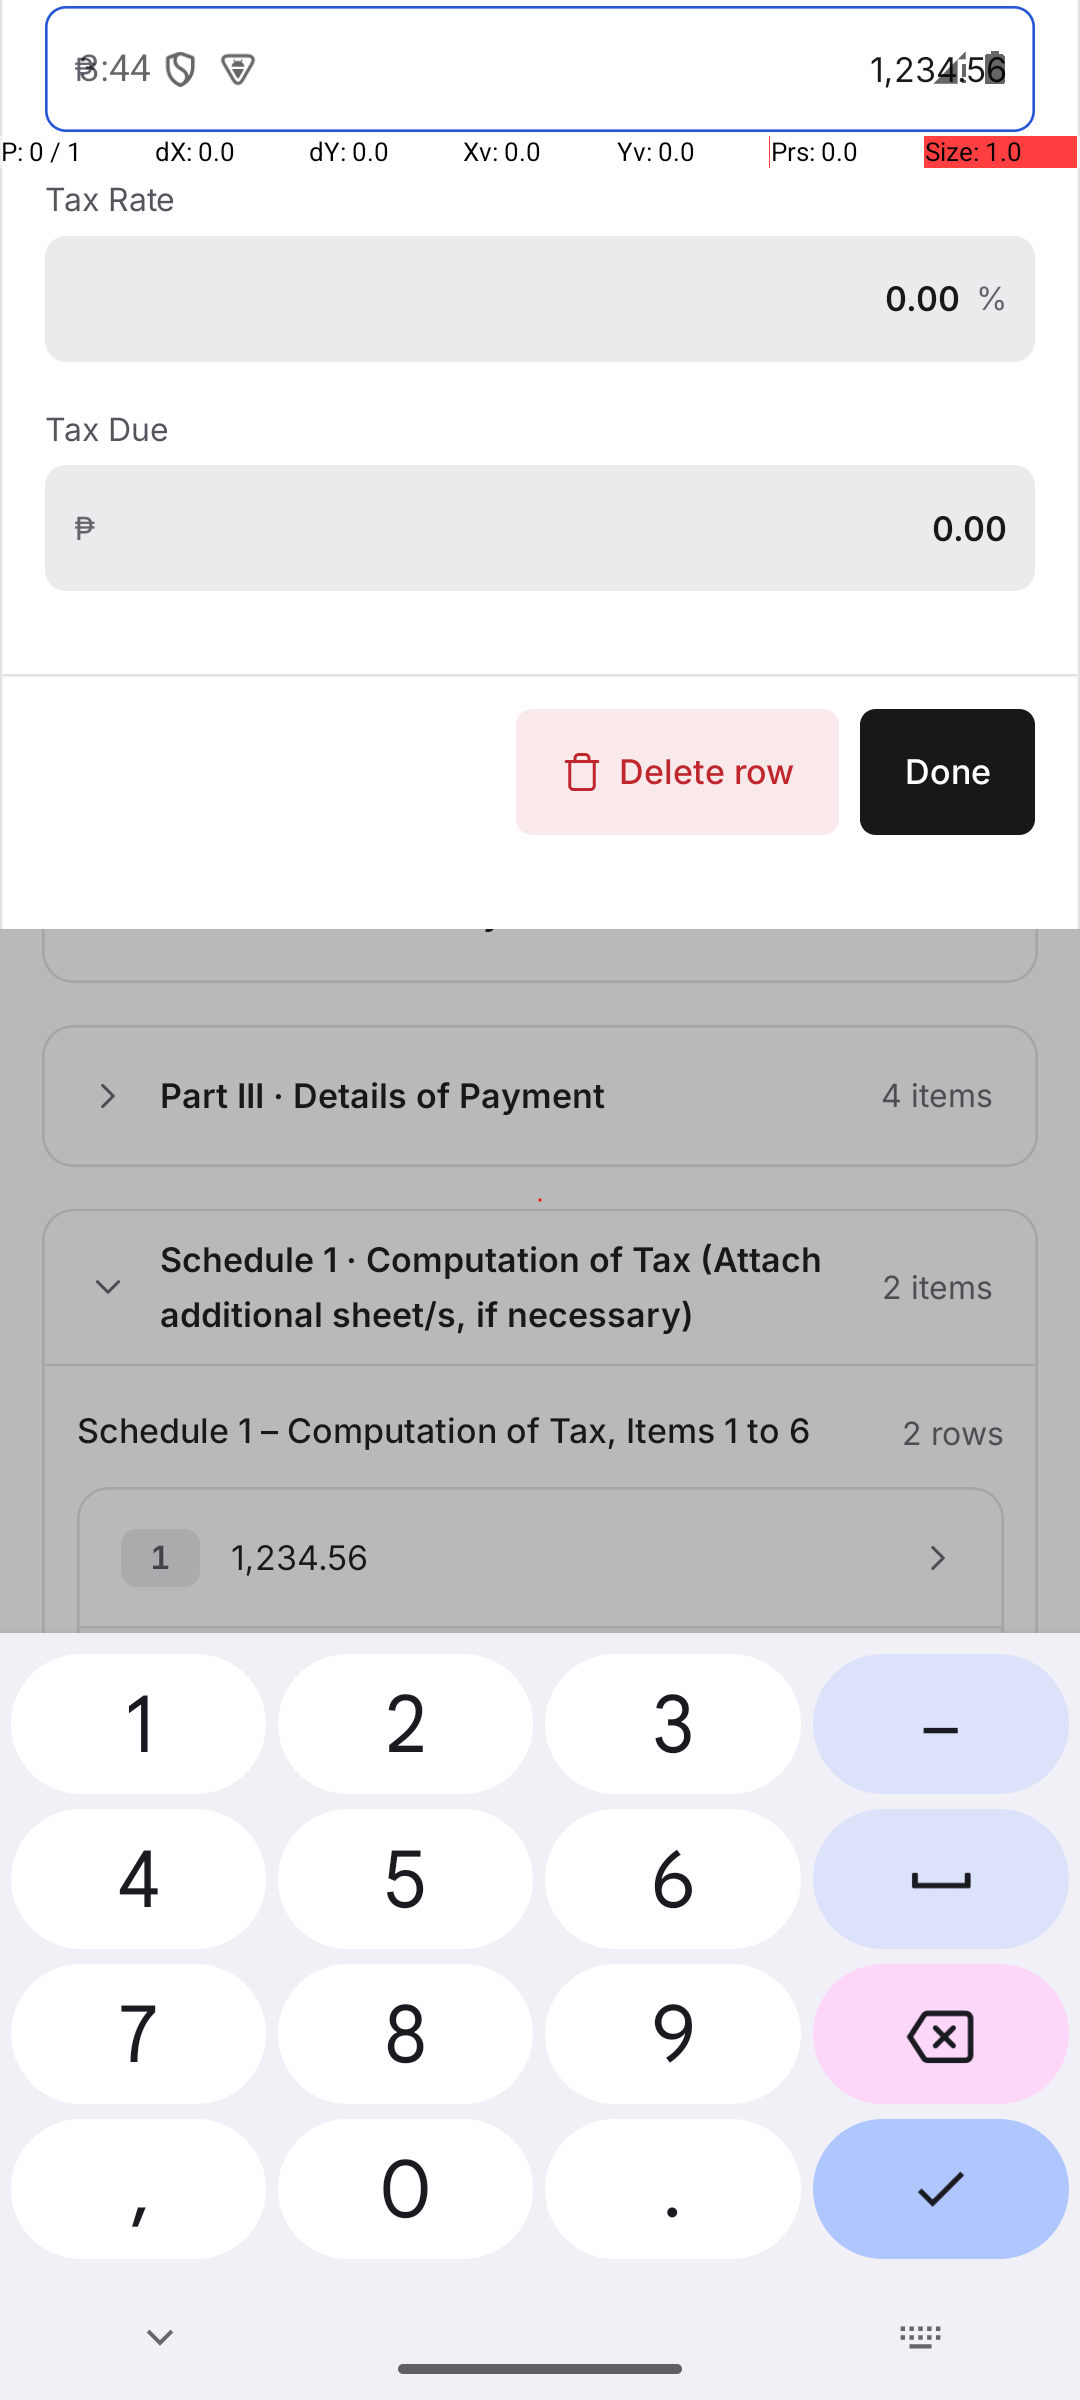 ₱ 3:44 1,234.56
P: 0 / 1 dX: 0.0 dY: 0.0 Xv: 0.0 Yv: 0.0 Prs: 0.0 Size: 1.0
Tax Rate
0.00 %
Tax Due
₱ 0.00
Delete row Done
Part III · Details of Payment 4 items
Schedule 1 · Computation of Tax (Attach
additional sheet/s, if necessary) 2 items
Schedule 1 – Computation of Tax, Items 1 to 6 2 rows
1 1,234.56
1 2 3 –
4 5 6
7 8 9
, 0 .